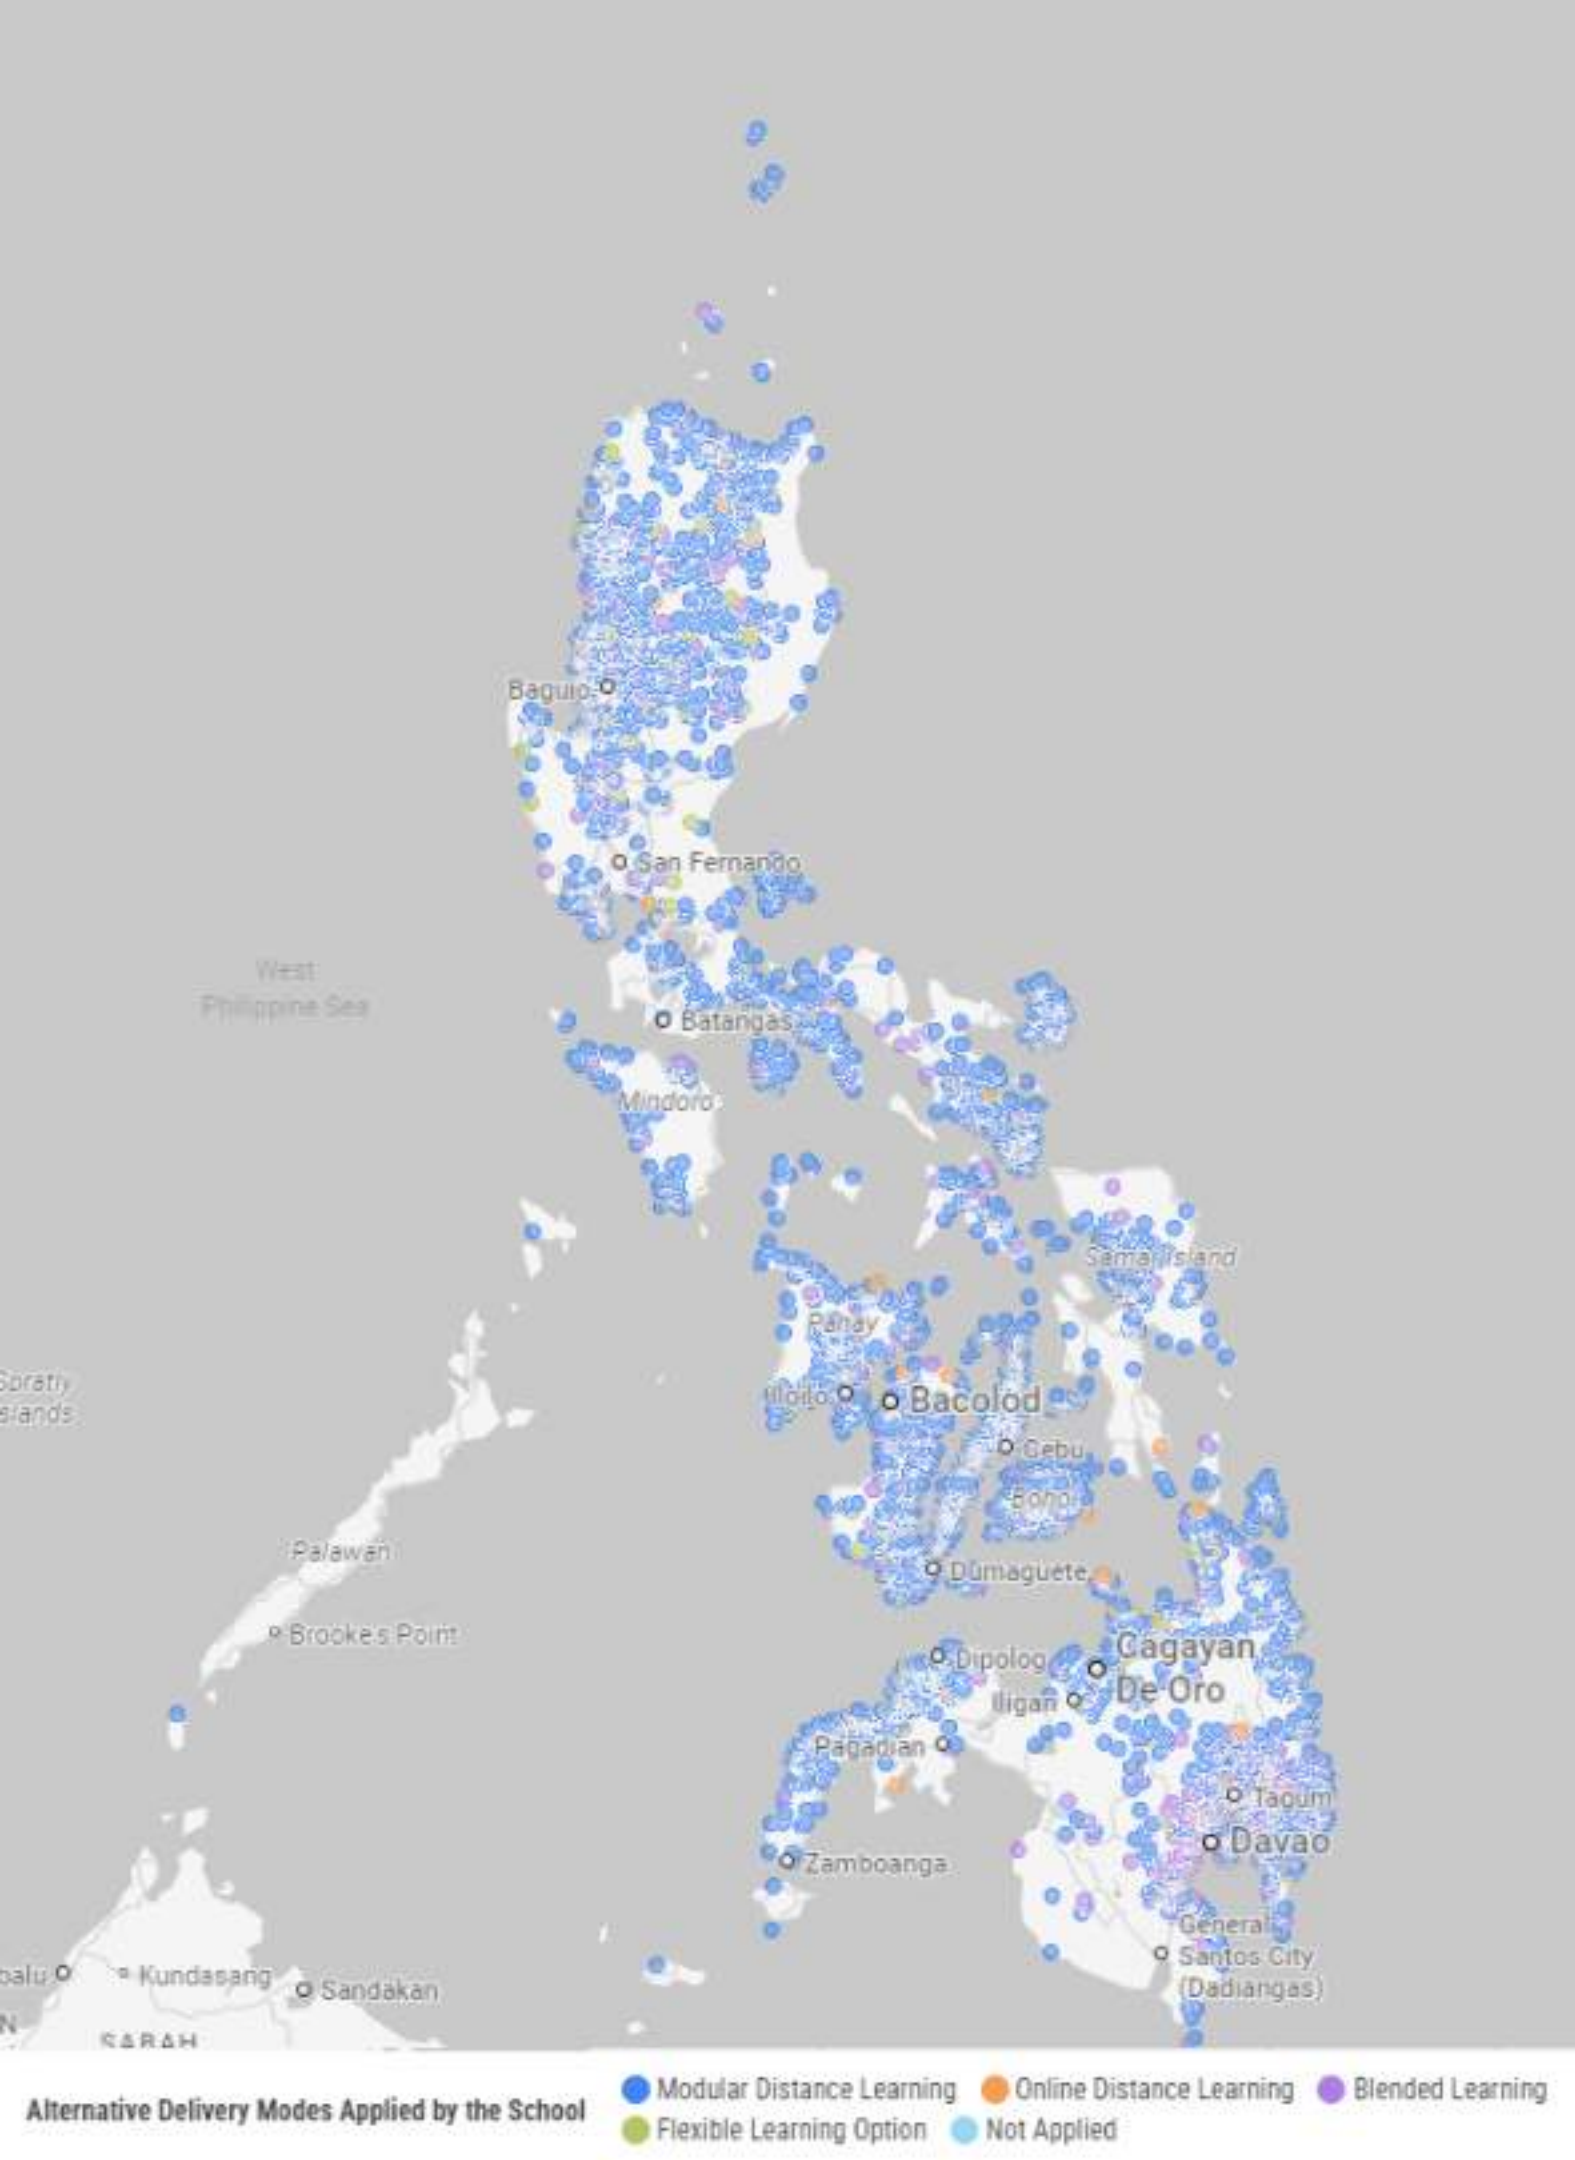 Baguio
San Fernando
West
Philippine Sea
Batangas
Mindoro
Samar Island
Panay
Spratly
Islands
Iloilo
Bacolod
Cebu
Bohol
Palawan
Dumaguete
Brooke's Point
Cagayan
De Oro
Dipolog
Iligan
Pagadian
Tagum
Davao
Zamboanga
General
Santos City
(Dadiangas)
balu
Kundasang
Sandakan
N
SABAH
Alternative Delivery Modes Applied by the School
Modular Distance Learning Online Distance Learning Blended Learning
Flexible Learning Option Not Applied